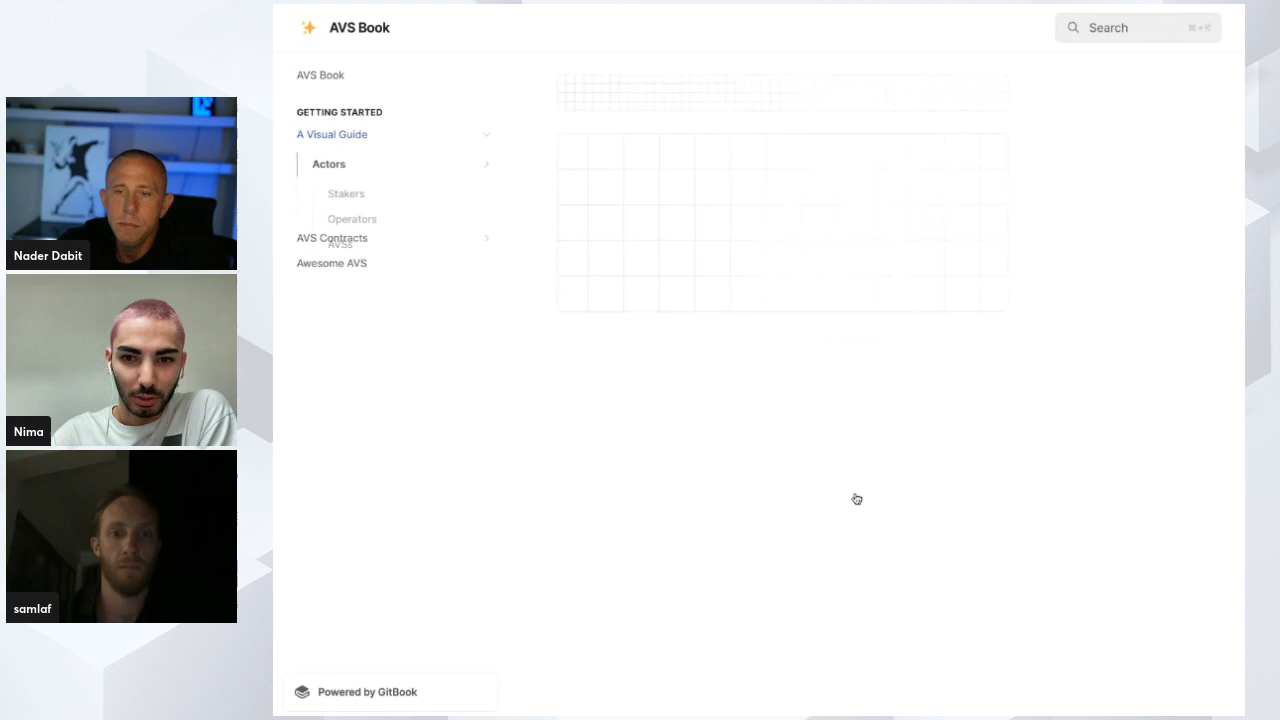 AVS Book
Search
⌘+K
AVS Book
GETTING STARTED
A Visual Guide
Actors
Stakers
Operators
AVS Contracts
AVSs
Awesome AVS
Powered by GitBook
Nader Dabit
Nima
samlaf